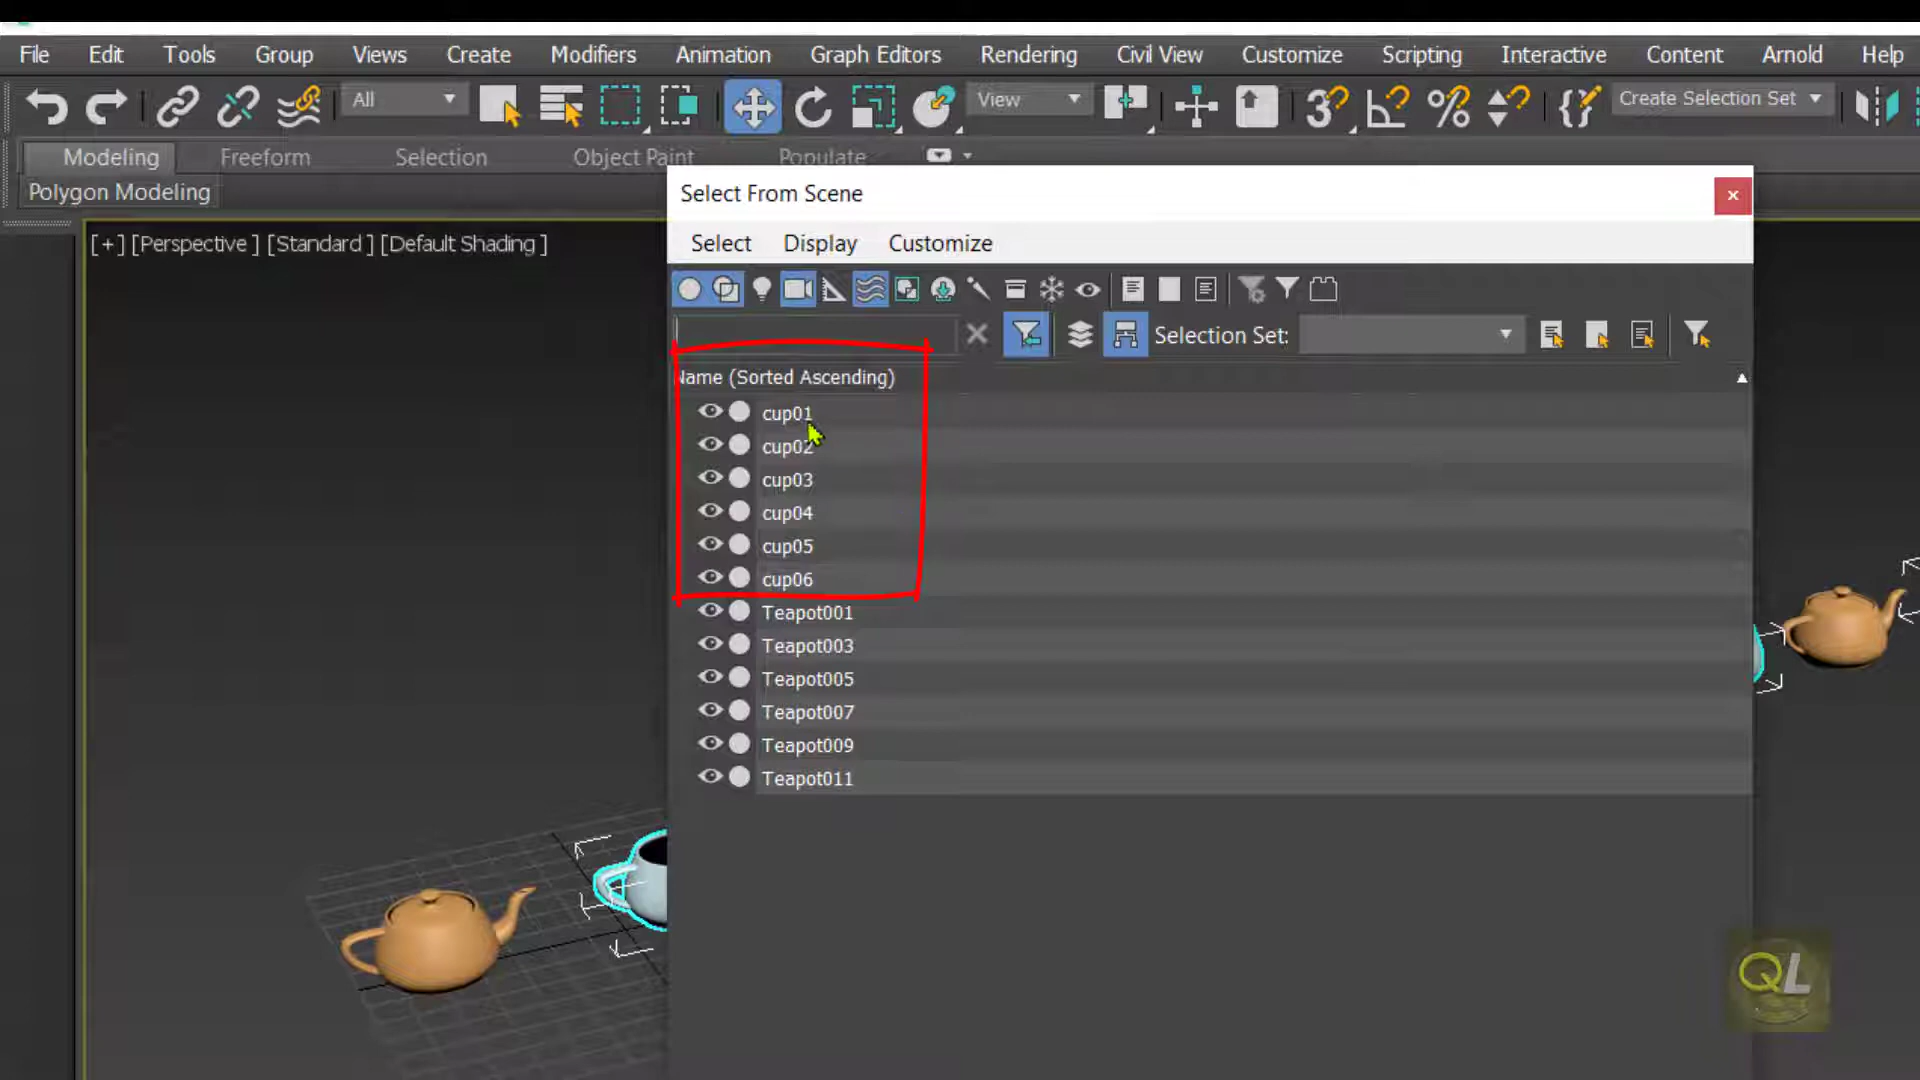 File Edit Tools Group Views Create Modifiers Animation Graph Editors Rendering Civil View Customize Scripting Interactive Content Arnold Help
All View Create Selection Set
Modeling Freeform Selection Object Paint Populate
Polygon Modeling
Select From Scene
[+] [Perspective ] [Standard ] [Default Shading ]
Select Display Customize
Selection Set:
Name (Sorted Ascending)
cup01
cup02
cup03
cup04
cup05
cup06
Teapot001
Teapot003
Teapot005
Teapot007
Teapot009
Teapot011
QL